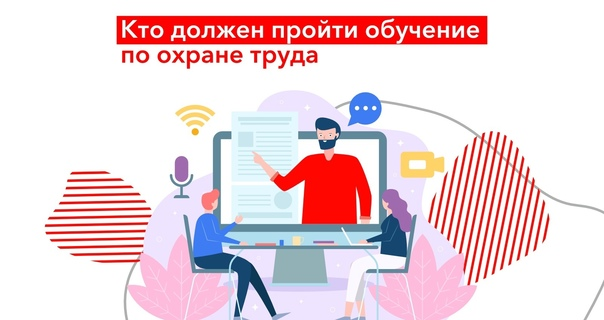 Кто должен пройти обучение
по охране труда